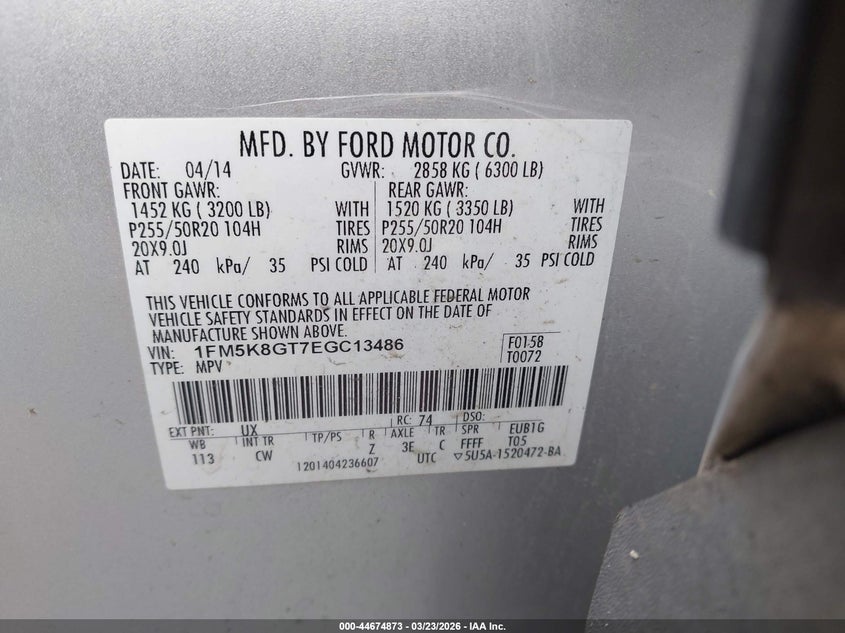 MFD. BY FORD MOTOR CO.
DATE: 04/14 GVWR: 2858 KG ( 6300 LB)
FRONT GAWR: REAR GAWR:
1452 KG ( 3200 LB) WITH 1520 KG ( 3350 LB) WITH
P255/50R20 104H TIRES P255/50R20 104H TIRES
20X9.0J RIMS 20X9.0J RIMS
AT 240 kPa/ 35 PSI COLD AT 240 kPa/ 35 PSI COLD
THIS VEHICLE CONFORMS TO ALL APPLICABLE FEDERAL MOTOR
VEHICLE SAFETY STANDARDS IN EFFECT ON THE DATE OF
MANUFACTURE SHOWN ABOVE.
VIN: 1FM5K8GT7EGC13486 F0158
TYPE: MPV T0072
EXT PNT: UX RC: 74 DSO:
WB INT TR TP/PS R AXLE TR SPR EUB1G
113 CW Z 3E C FFFF T05
1201404236607 UTC ▽5U5A-1520472-BA
000-44674873 - 03/23/2026 - IAA Inc.